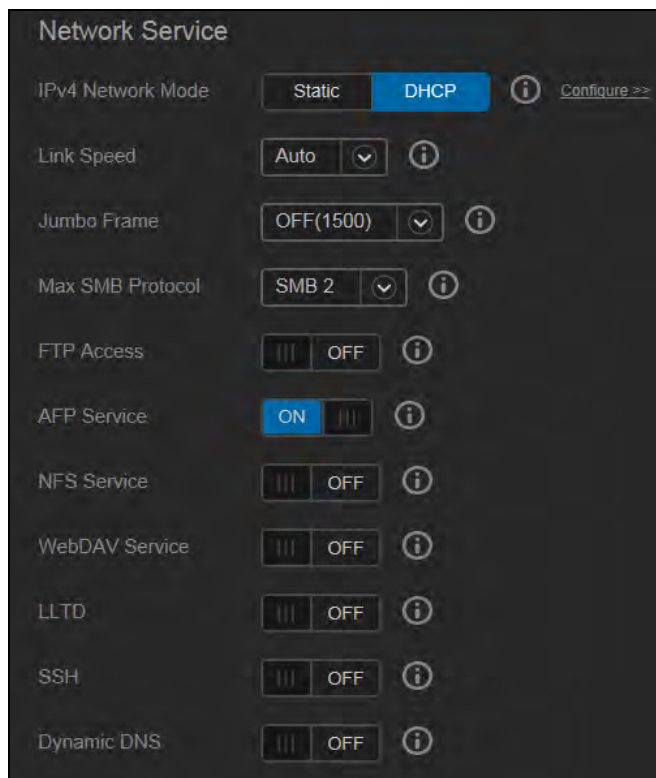 Network Service
IPv4 Network Mode Static DHCP Configure >>
Link Speed Auto
Jumbo Frame OFF(1500)
Max SMB Protocol SMB 2
FTP Access OFF
AFP Service ON
NFS Service OFF
WebDAV Service OFF
LLTD OFF
SSH OFF
Dynamic DNS OFF